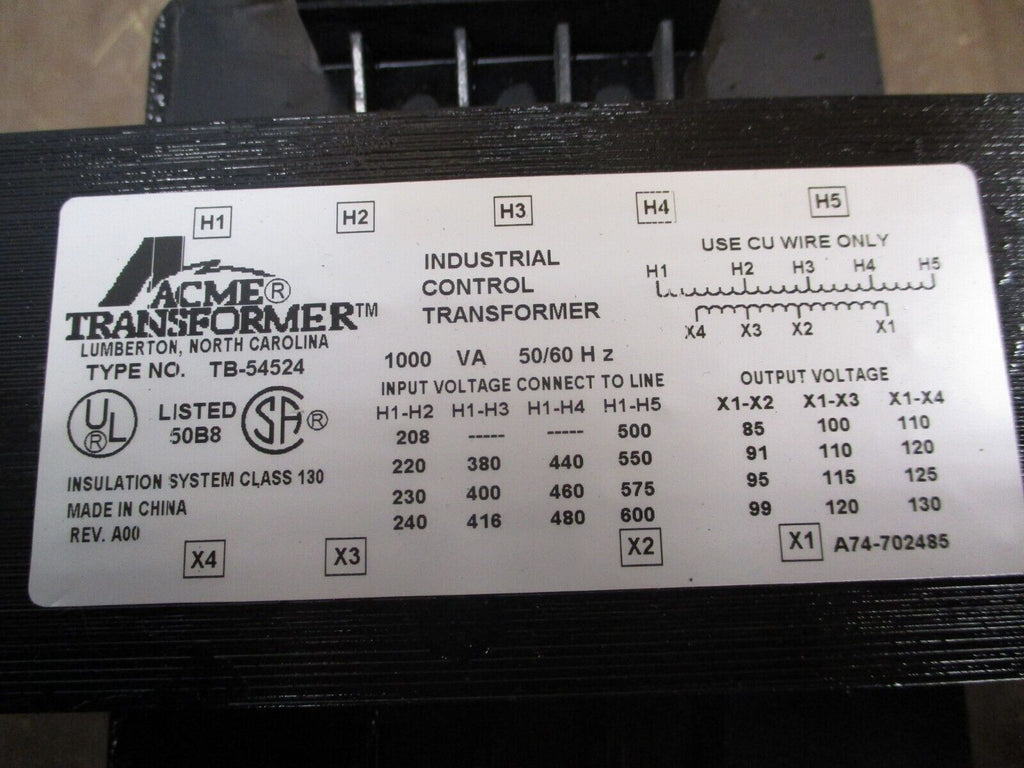 H1 H2 H3 H4 H5
ACME®
TRANSFORMER™
LUMBERTON, NORTH CAROLINA
TYPE NO. TB-54524
INDUSTRIAL
CONTROL
TRANSFORMER
USE CU WIRE ONLY
H1 H2 H3 H4 H5
X4 X3 X2 X1
1000 VA 50/60 Hz
UL ®
LISTED
50B8
SA ®
INPUT VOLTAGE CONNECT TO LINE
H1-H2 H1-H3 H1-H4 H1-H5
208 ----- ----- 500
220 380 440 550
230 400 460 575
240 416 480 600
OUTPUT VOLTAGE
X1-X2 X1-X3 X1-X4
85 100 110
91 110 120
95 115 125
99 120 130
INSULATION SYSTEM CLASS 130
MADE IN CHINA
REV. A00
X4 X3 X2 X1 A74-702485